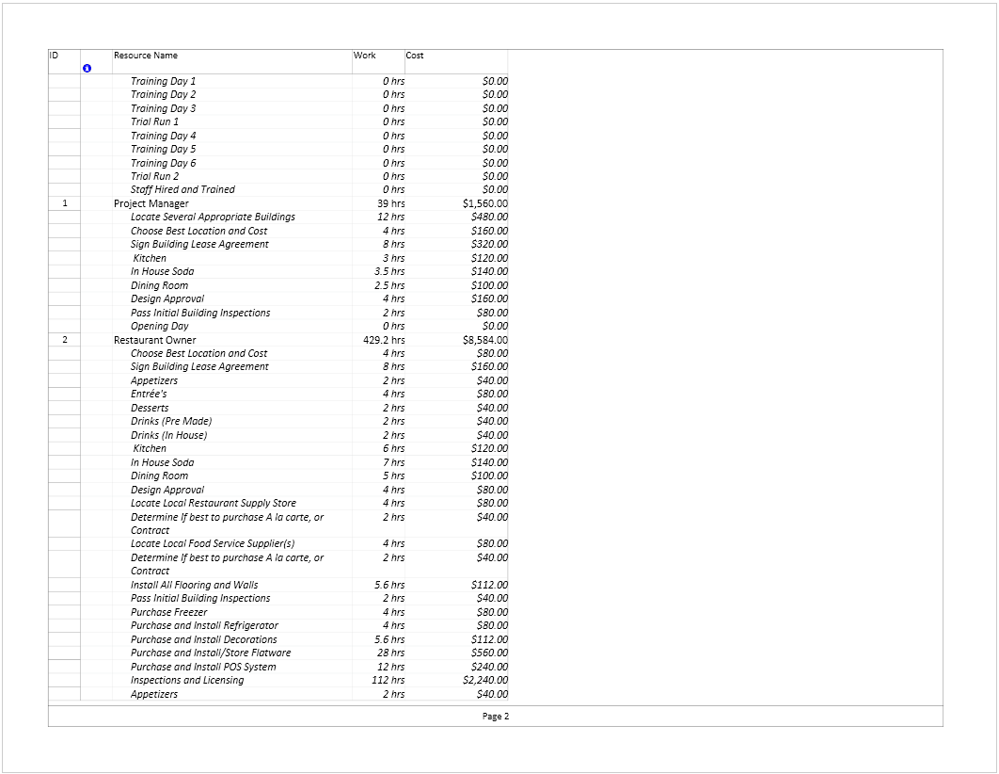 ID Resource Name Work Cost
Training Day 1 0 hrs $0.00
Training Day 2 0 hrs $0.00
Training Day 3 0 hrs $0.00
Trial Run 1 0 hrs $0.00
Training Day 4 0 hrs $0.00
Training Day 5 0 hrs $0.00
Training Day 6 0 hrs $0.00
Trial Run 2 0 hrs $0.00
Staff Hired and Trained 0 hrs $0.00
1 Project Manager 39 hrs $1,560.00
Locate Several Appropriate Buildings 12 hrs $480.00
Choose Best Location and Cost 4 hrs $160.00
Sign Building Lease Agreement 8 hrs $320.00
Kitchen 3 hrs $120.00
In House Soda 3.5 hrs $140.00
Dining Room 2.5 hrs $100.00
Design Approval 4 hrs $160.00
Pass Initial Building Inspections 2 hrs $80.00
Opening Day 0 hrs $0.00
2 Restaurant Owner 429.2 hrs $8,584.00
Choose Best Location and Cost 4 hrs $80.00
Sign Building Lease Agreement 8 hrs $160.00
Appetizers 2 hrs $40.00
Entrée's 4 hrs $80.00
Desserts 2 hrs $40.00
Drinks (Pre Made) 2 hrs $40.00
Drinks (In House) 2 hrs $40.00
Kitchen 6 hrs $120.00
In House Soda 7 hrs $140.00
Dining Room 5 hrs $100.00
Design Approval 4 hrs $80.00
Locate Local Restaurant Supply Store 4 hrs $80.00
Determine If best to purchase A la carte, or 2 hrs $40.00
Contract
Locate Local Food Service Supplier(s) 4 hrs $80.00
Determine If best to purchase A la carte, or 2 hrs $40.00
Contract
Install All Flooring and Walls 5.6 hrs $112.00
Pass Initial Building Inspections 2 hrs $40.00
Purchase Freezer 4 hrs $80.00
Purchase and Install Refrigerator 4 hrs $80.00
Purchase and Install Decorations 5.6 hrs $112.00
Purchase and Install/Store Flatware 28 hrs $560.00
Purchase and Install POS System 12 hrs $240.00
Inspections and Licensing 112 hrs $2,240.00
Appetizers 2 hrs $40.00
Page 2